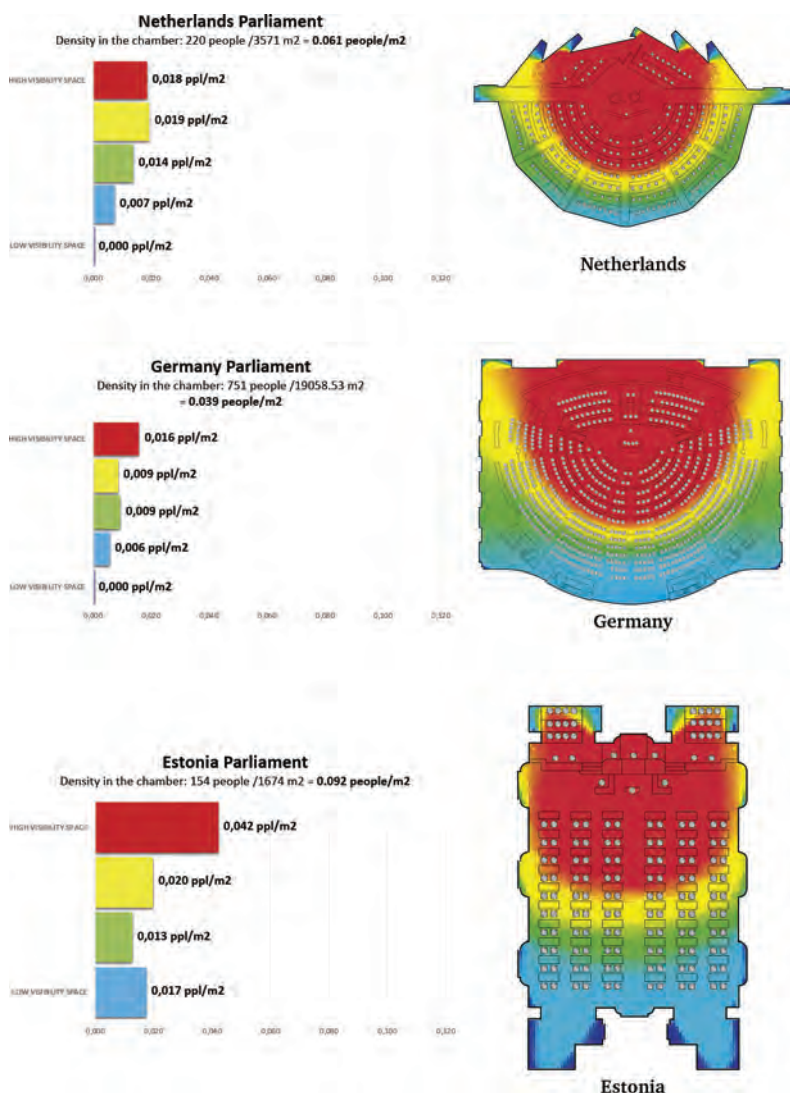 Netherlands Parliament
Density in the chamber: 220 people /3571 m2 = 0.061 people/m2
HIGH VISIBILITY SPACE
0,018 ppl/m2
0,019 ppl/m2
0,014 ppl/m2
0,007 ppl/m2
LOW VISIBILITY SPACE
0,000 ppl/m2
0,000 0,020 0,040 0,060 0,080 0,100 0,120
Netherlands
Germany Parliament
Density in the chamber: 751 people /19058.53 m2
= 0.039 people/m2
HIGH VISIBILITY SPACE
0,016 ppl/m2
0,009 ppl/m2
0,009 ppl/m2
0,006 ppl/m2
LOW VISIBILITY SPACE
0,000 ppl/m2
0,000 0,020 0,040 0,060 0,080 0,100 0,120
Germany
Estonia Parliament
Density in the chamber: 154 people /1674 m2 = 0.092 people/m2
HIGH VISIBILITY SPACE
0,042 ppl/m2
0,020 ppl/m2
0,013 ppl/m2
LOW VISIBILITY SPACE
0,017 ppl/m2
0,000 0,020 0,040 0,060 0,080 0,100 0,120
Estonia